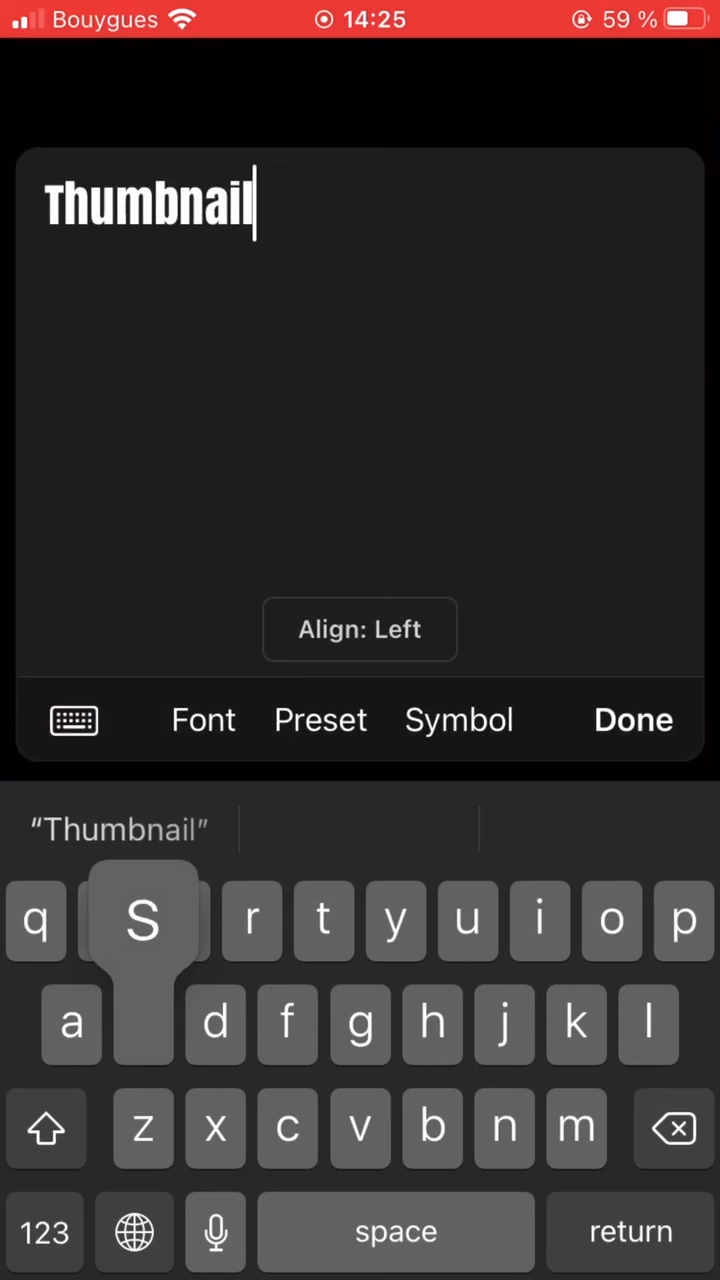 Bouygues 14:25 59 %
Thumbnail
Align: Left
Font Preset Symbol Done
“Thumbnail”
q S r t y u i o p
a d f g h j k l
z x c v b n m
123 space return